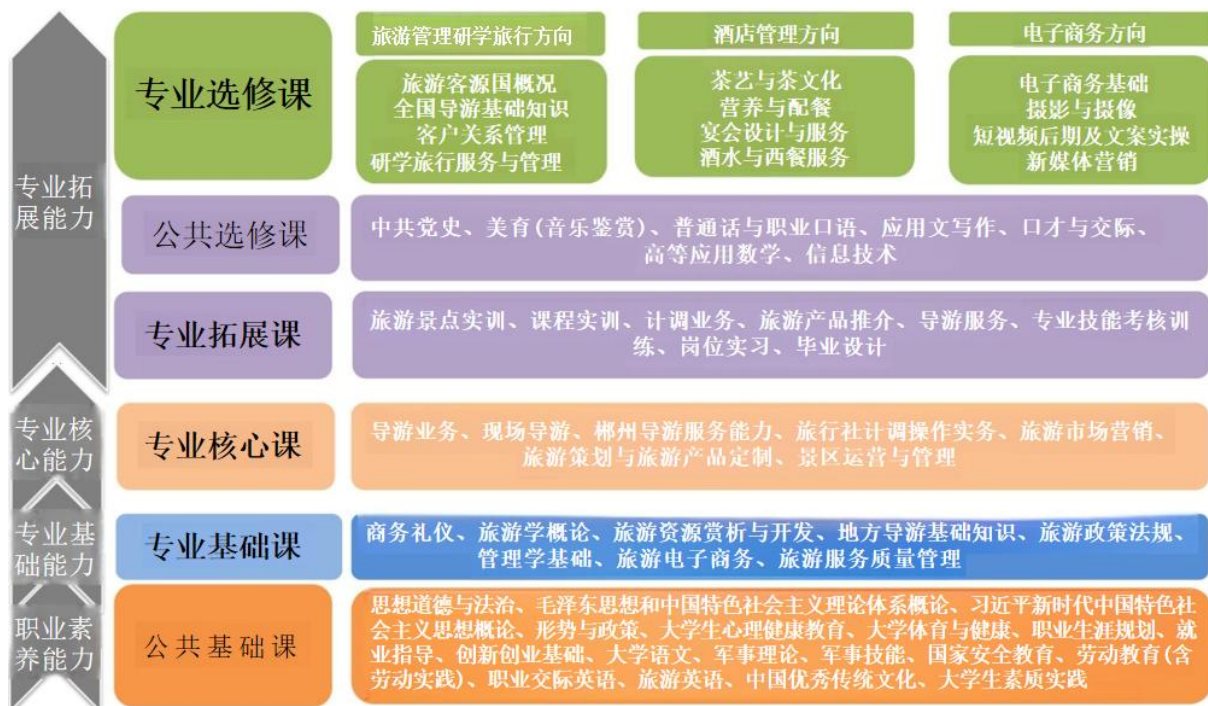 专业拓
展能力
专业选修课
旅游管理研学旅行方向
旅游客源国概况
全国导游基础知识
客户关系管理
研学旅行服务与管理
酒店管理方向
茶艺与茶文化
营养与配餐
宴会设计与服务
酒水与西餐服务
电子商务方向
电子商务基础
摄影与摄像
短视频后期及文案实操
新媒体营销
公共选修课
中共党史、美育(音乐鉴赏)、普通话与职业口语、应用文写作、口才与交际、
高等应用数学、信息技术
专业拓展课
旅游景点实训、课程实训、计调业务、旅游产品推介、导游服务、专业技能考核训
练、岗位实习、毕业设计
专业核
心能力
专业核心课
导游业务、现场导游、郴州导游服务能力、旅行社计调操作实务、旅游市场营销、
旅游策划与旅游产品定制、景区运营与管理
专业基
础能力
专业基础课
商务礼仪、旅游学概论、旅游资源赏析与开发、地方导游基础知识、旅游政策法规、
管理学基础、旅游电子商务、旅游服务质量管理
职业素
养能力
公共基础课
思想道德与法治、毛泽东思想和中国特色社会主义理论体系概论、习近平新时代中国特色社
会主义思想概论、形势与政策、大学生心理健康教育、大学体育与健康、职业生涯规划、就
业指导、创新创业基础、大学语文、军事理论、军事技能、国家安全教育、劳动教育(含
劳动实践)、职业交际英语、旅游英语、中国优秀传统文化、大学生素质实践